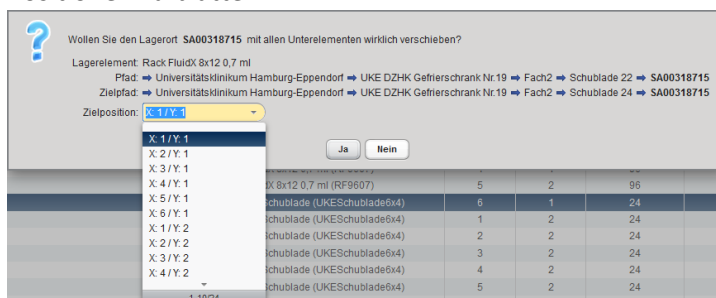 Wollen Sie den Lagerort SA00318715 mit allen Unterelementen wirklich verschieben?
Lagerelement: Rack FluidX 8x12 0,7 ml
Pfad: ➡ Universitätsklinikum Hamburg-Eppendorf ➡ UKE DZHK Gefrierschrank Nr.19 ➡ Fach2 ➡ Schublade 22 ➡ SA00318715
Zielpfad: ➡ Universitätsklinikum Hamburg-Eppendorf ➡ UKE DZHK Gefrierschrank Nr.19 ➡ Fach2 ➡ Schublade 24 ➡ SA00318715
Zielposition: X: 1 / Y: 1
X: 1 / Y: 1
X: 2 / Y: 1
X: 3 / Y: 1
X: 4 / Y: 1
X: 5 / Y: 1
X: 6 / Y: 1
X: 1 / Y: 2
X: 2 / Y: 2
X: 3 / Y: 2
X: 4 / Y: 2
Ja Nein
8x12 0,7 ml (RF9607) 5 2 96
Schublade (UKESchublade6x4) 6 1 24
Schublade (UKESchublade6x4) 1 2 24
Schublade (UKESchublade6x4) 2 2 24
Schublade (UKESchublade6x4) 3 2 24
Schublade (UKESchublade6x4) 4 2 24
Schublade (UKESchublade6x4) 5 2 24